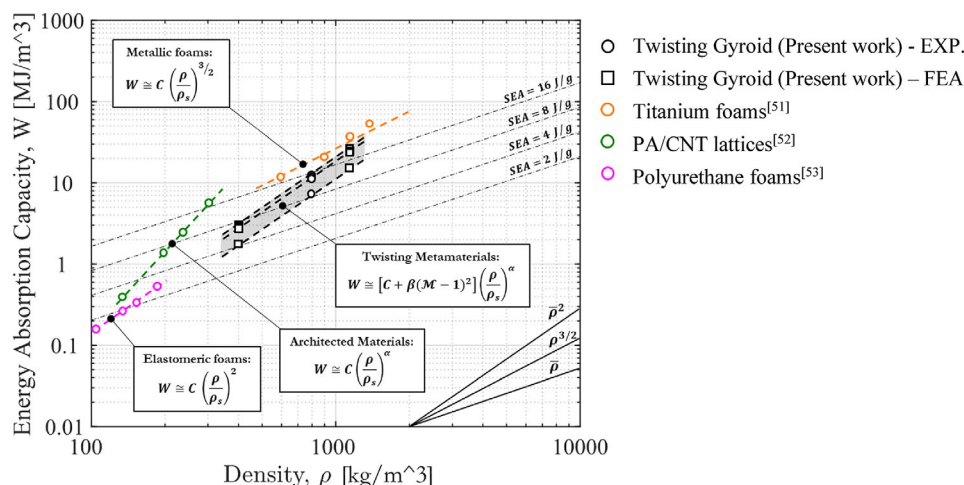 Energy Absorption Capacity, W [MJ/m^3]
1000
100
10
1
0.1
0.01
100
1000
10000
Density, ρ [kg/m^3]
Metallic foams:
W ≅ C (ρ/ρₛ)^{3/2}
SEA = 16 J/g
SEA = 8 J/g
SEA = 4 J/g
SEA = 2 J/g
Twisting Metamaterials:
W ≅ [C + β(ℳ − 1)²](ρ/ρₛ)^α
Elastomeric foams:
W ≅ C (ρ/ρₛ)²
Architected Materials:
W ≅ C (ρ/ρₛ)^α
ρ̅²
ρ^{3/2}
ρ̅
Twisting Gyroid (Present work) - EXP.
Twisting Gyroid (Present work) – FEA
Titanium foams[51]
PA/CNT lattices[52]
Polyurethane foams[53]